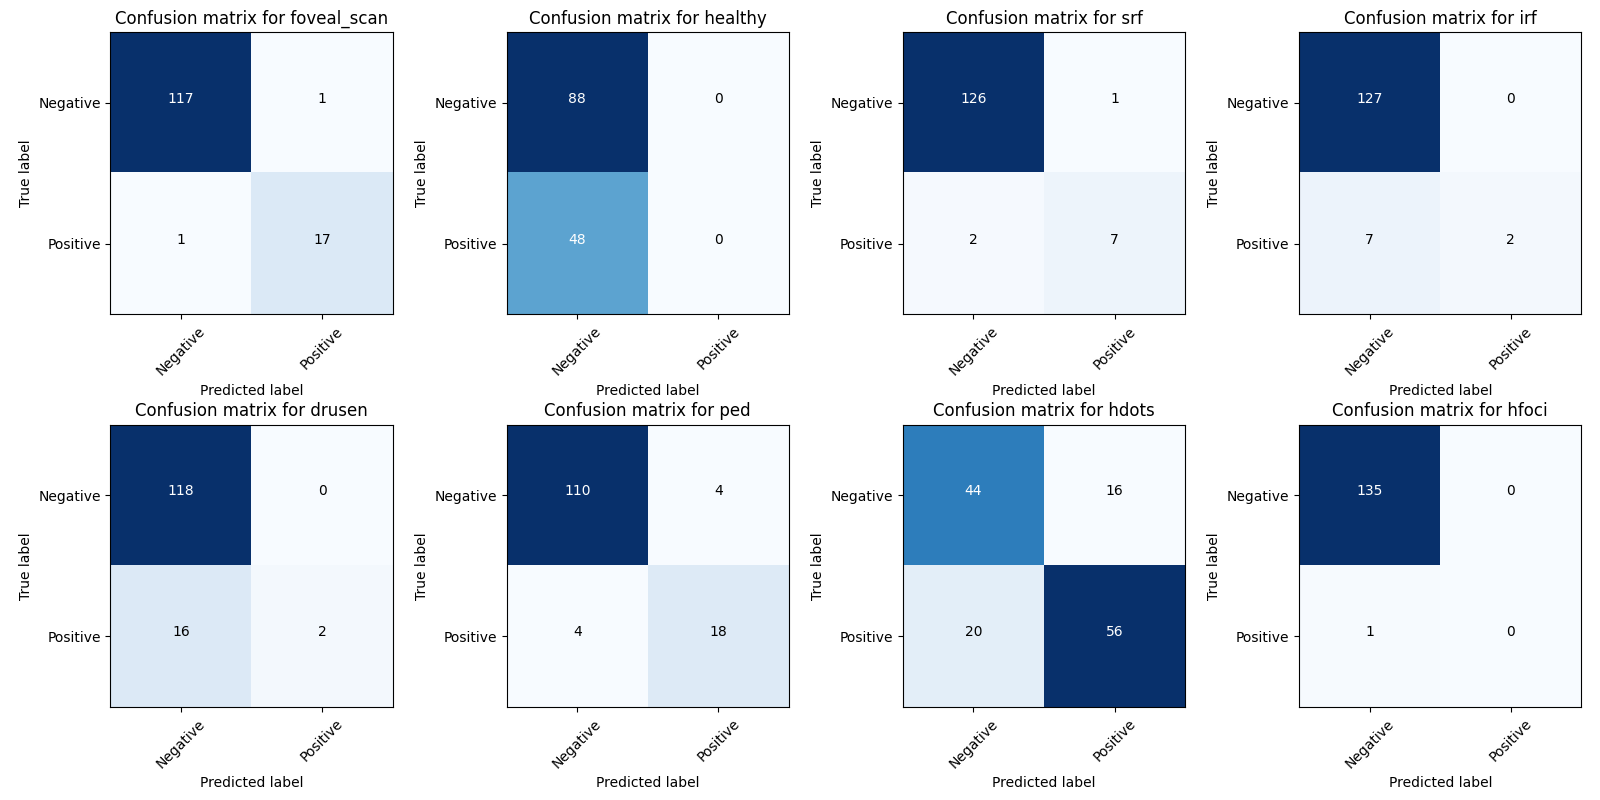 Confusion matrix for foveal_scan
Negative
117
1
True label
Positive
1
17
Negative
Positive
Predicted label
Confusion matrix for healthy
Negative
88
0
True label
Positive
48
0
Negative
Positive
Predicted label
Confusion matrix for srf
Negative
126
1
True label
Positive
2
7
Negative
Positive
Predicted label
Confusion matrix for irf
Negative
127
0
True label
Positive
7
2
Negative
Positive
Predicted label
Confusion matrix for drusen
Negative
118
0
True label
Positive
16
2
Negative
Positive
Predicted label
Confusion matrix for ped
Negative
110
4
True label
Positive
4
18
Negative
Positive
Predicted label
Confusion matrix for hdots
Negative
44
16
True label
Positive
20
56
Negative
Positive
Predicted label
Confusion matrix for hfoci
Negative
135
0
True label
Positive
1
0
Negative
Positive
Predicted label